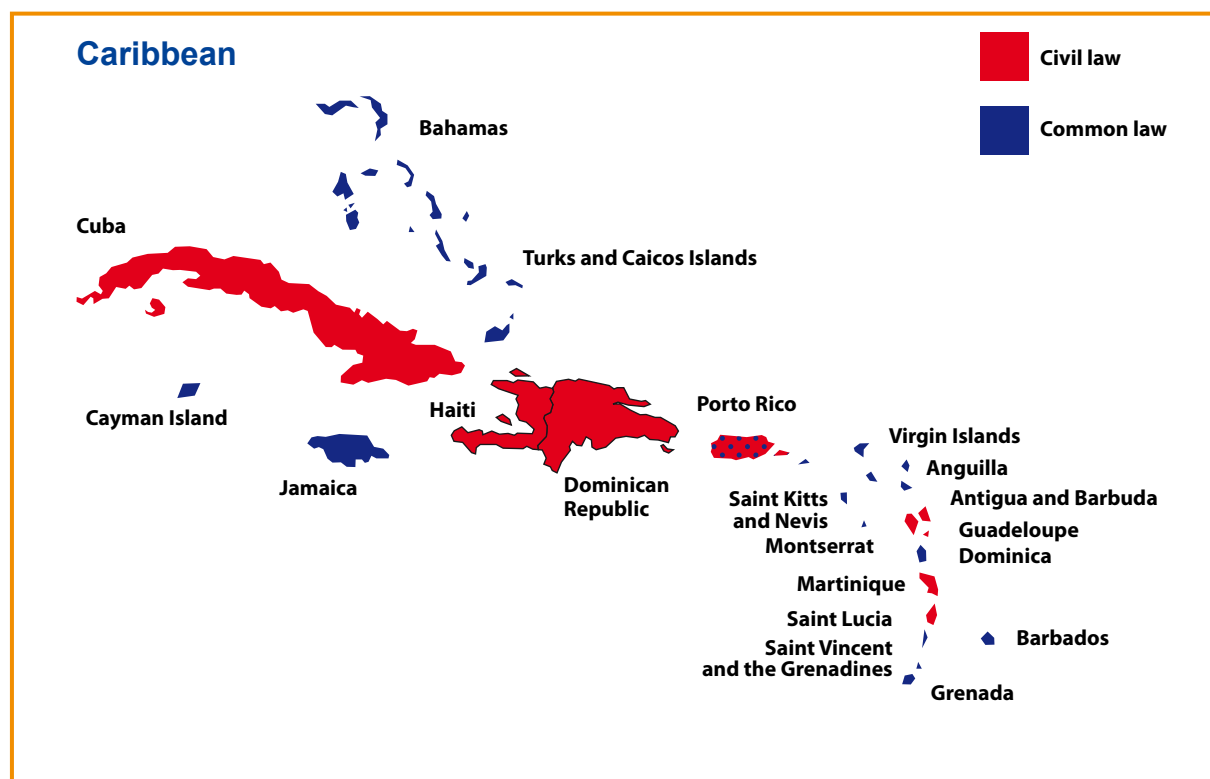 Caribbean
Civil law
Common law
Bahamas
Cuba
Turks and Caicos Islands
Cayman Island
Haiti
Porto Rico
Jamaica
Dominican
Republic
Virgin Islands
Anguilla
Saint Kitts
and Nevis
Antigua and Barbuda
Montserrat
Guadeloupe
Dominica
Martinique
Saint Lucia
Barbados
Saint Vincent
and the Grenadines
Grenada